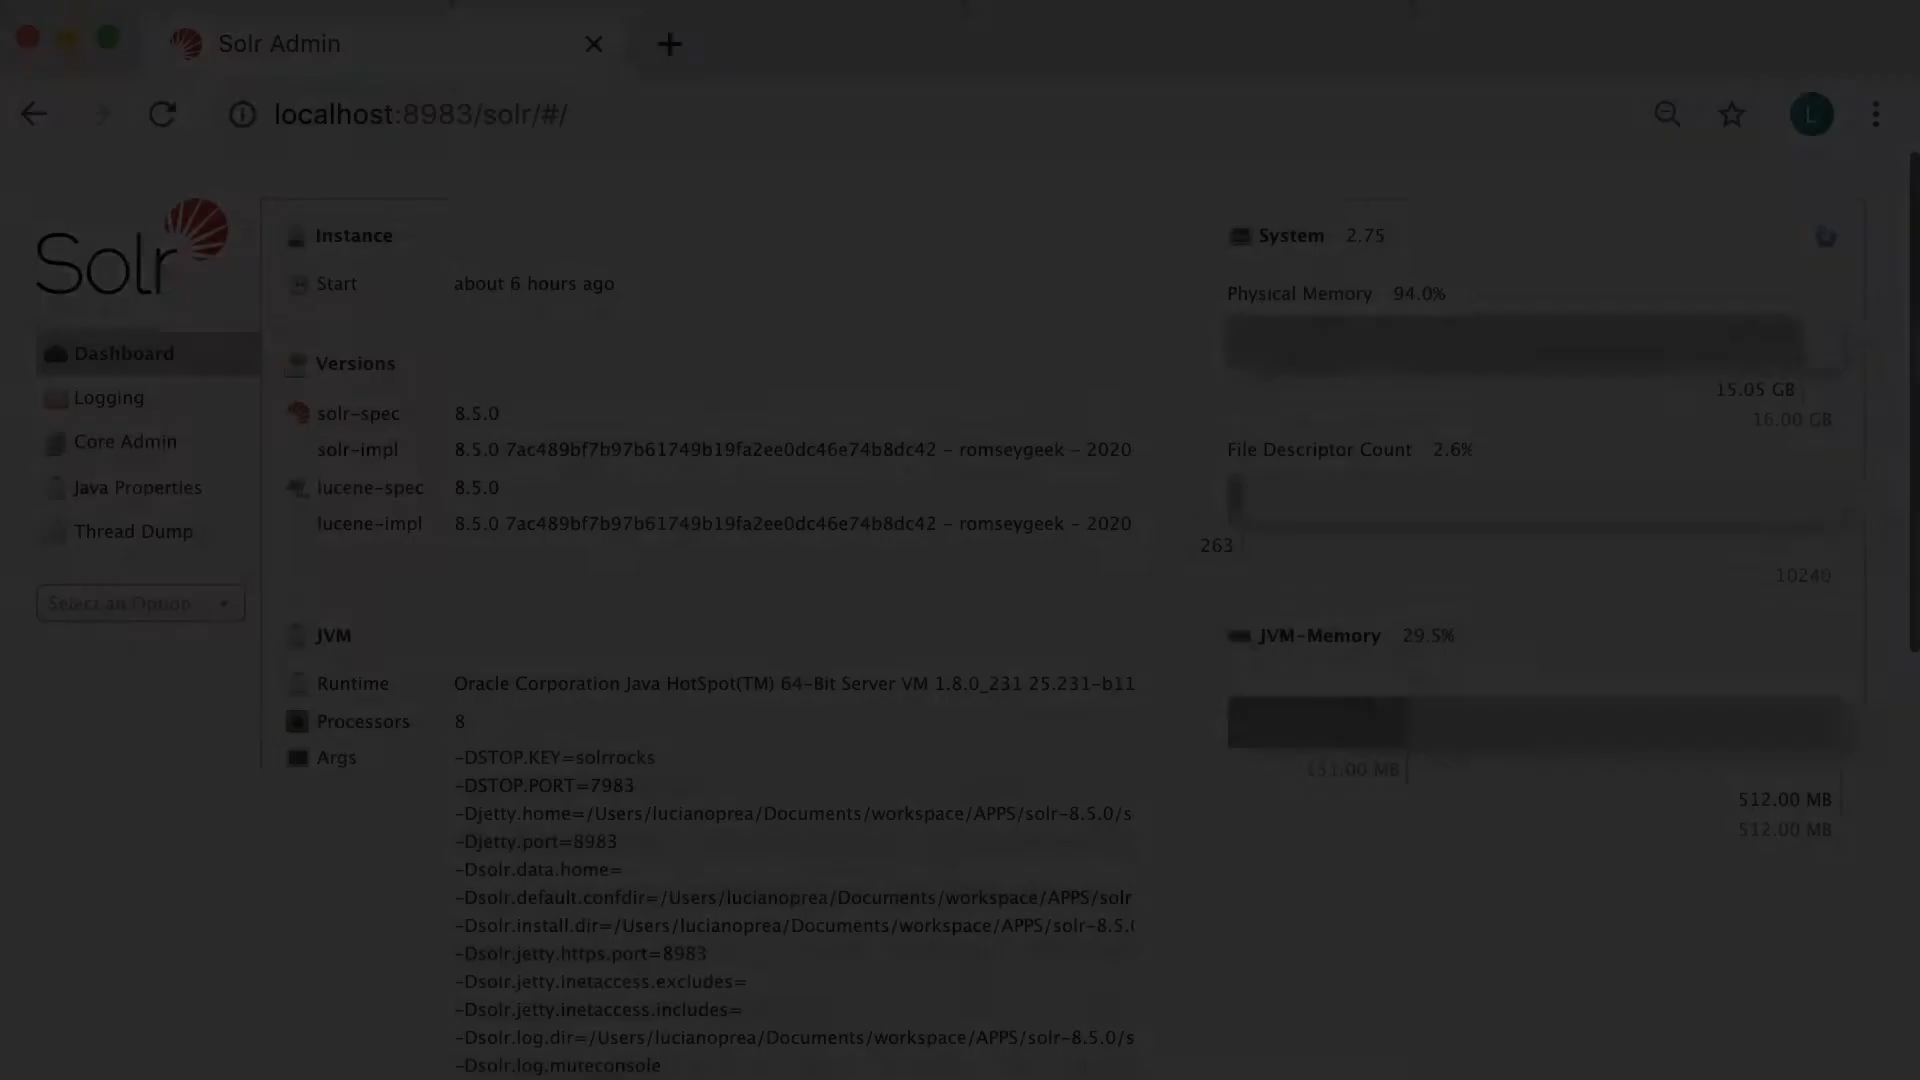 Solr Admin
localhost:8983/solr/#/
L
Solr
Dashboard
Logging
Core Admin
Java Properties
Thread Dump
Select an Option
Instance
Start about 6 hours ago
Versions
solr-spec 8.5.0
solr-impl 8.5.0 7ac489bf7b97b61749b19fa2ee0dc46e74b8dc42 - romseygeek - 2020
lucene-spec 8.5.0
lucene-impl 8.5.0 7ac489bf7b97b61749b19fa2ee0dc46e74b8dc42 - romseygeek - 2020
JVM
Runtime Oracle Corporation Java HotSpot(TM) 64-Bit Server VM 1.8.0_231 25.231-b11
Processors 8
Args -DSTOP.KEY=solrrocks
-DSTOP.PORT=7983
-Djetty.home=/Users/lucianoprea/Documents/workspace/APPS/solr-8.5.0/s
-Djetty.port=8983
-Dsolr.data.home=
-Dsolr.default.confdir=/Users/lucianoprea/Documents/workspace/APPS/solr
-Dsolr.install.dir=/Users/lucianoprea/Documents/workspace/APPS/solr-8.5.0
-Dsolr.jetty.https.port=8983
-Dsolr.jetty.inetaccess.excludes=
-Dsolr.jetty.inetaccess.includes=
-Dsolr.log.dir=/Users/lucianoprea/Documents/workspace/APPS/solr-8.5.0/s
-Dsolr.log.muteconsole
System 2.75
Physical Memory 94.0%
15.05 GB
16.00 GB
File Descriptor Count 2.6%
263
10240
JVM-Memory 29.5%
151.00 MB
512.00 MB
512.00 MB